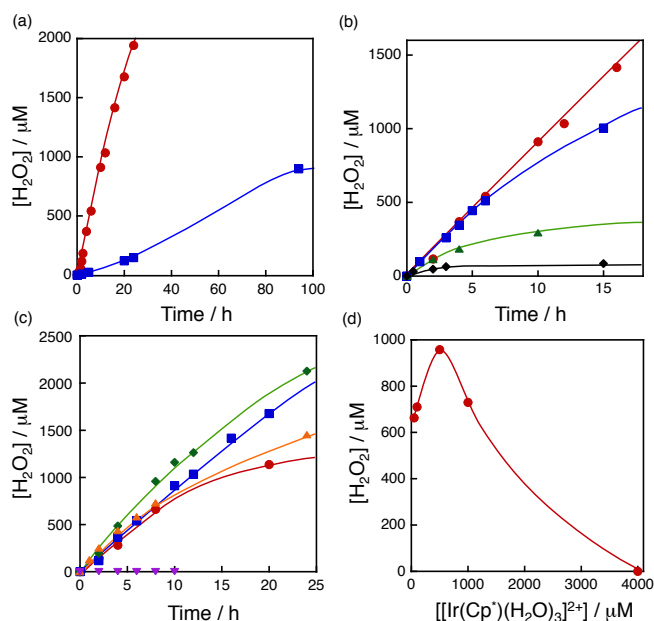 (a)
2000
1500
1000
500
0
[H₂O₂] / μM
0 20 40 60 80 100
Time / h
(b)
1500
1000
500
0
[H₂O₂] / μM
0 5 10 15
Time / h
(c)
2500
2000
1500
1000
500
0
[H₂O₂] / μM
0 5 10 15 20 25
Time / h
(d)
1000
800
600
400
200
0
[H₂O₂] / μM
0 1000 2000 3000 4000
[[Ir(Cp*)(H₂O)₃]²⁺] / μM